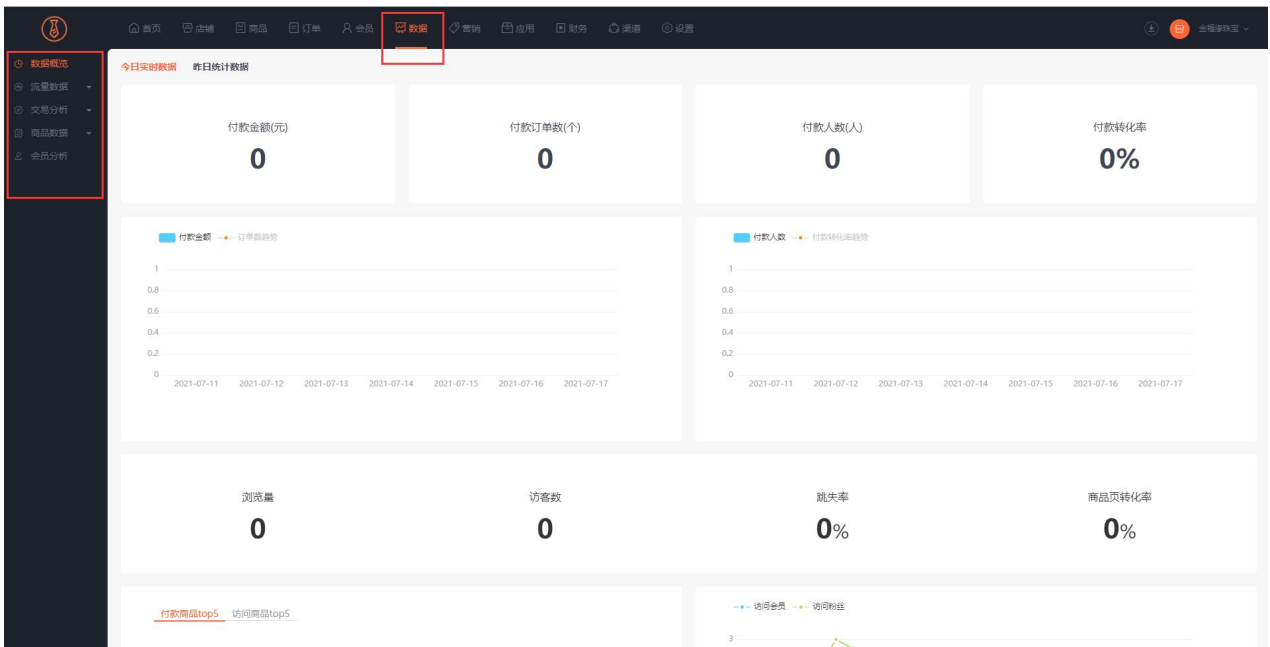 首页 店铺 商品 订单 会员 数据 营销 应用 财务 渠道 设置 金福缘珠宝
数据概览
流量数据
交易分析
商品数据
会员分析
今日实时数据 昨日统计数据
付款金额(元) 付款订单数(个) 付款人数(人) 付款转化率
0 0 0 0%
付款金额 订单数趋势
1
0.8
0.6
0.4
0.2
0
2021-07-11 2021-07-12 2021-07-13 2021-07-14 2021-07-15 2021-07-16 2021-07-17
付款人数 付款转化率趋势
1
0.8
0.6
0.4
0.2
0
2021-07-11 2021-07-12 2021-07-13 2021-07-14 2021-07-15 2021-07-16 2021-07-17
浏览量 访客数 跳失率 商品页转化率
0 0 0% 0%
付款商品top5 访问商品top5
访问会员 访问粉丝
3